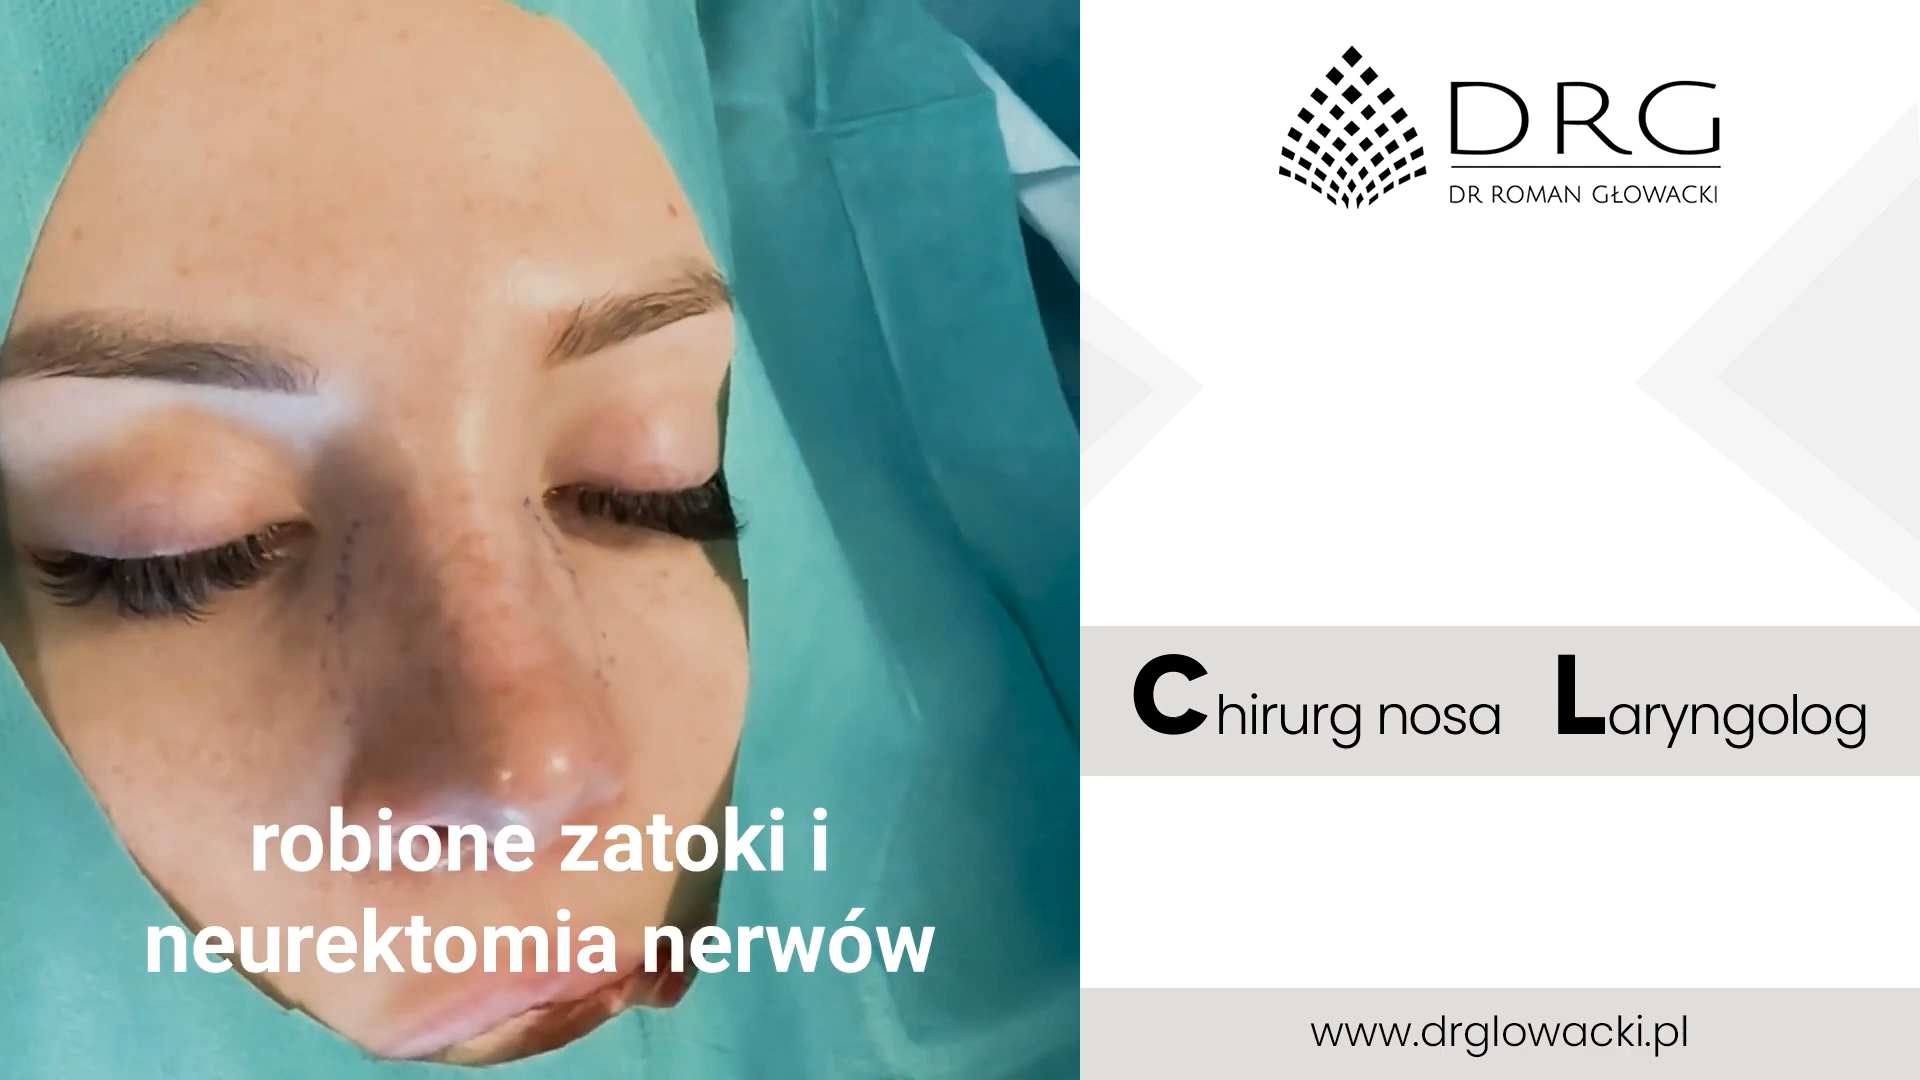 robione zatoki i
neurektomia nerwów
DRG
DR ROMAN GŁOWACKI
Chirurg nosa Laryngolog
www.drglowacki.pl